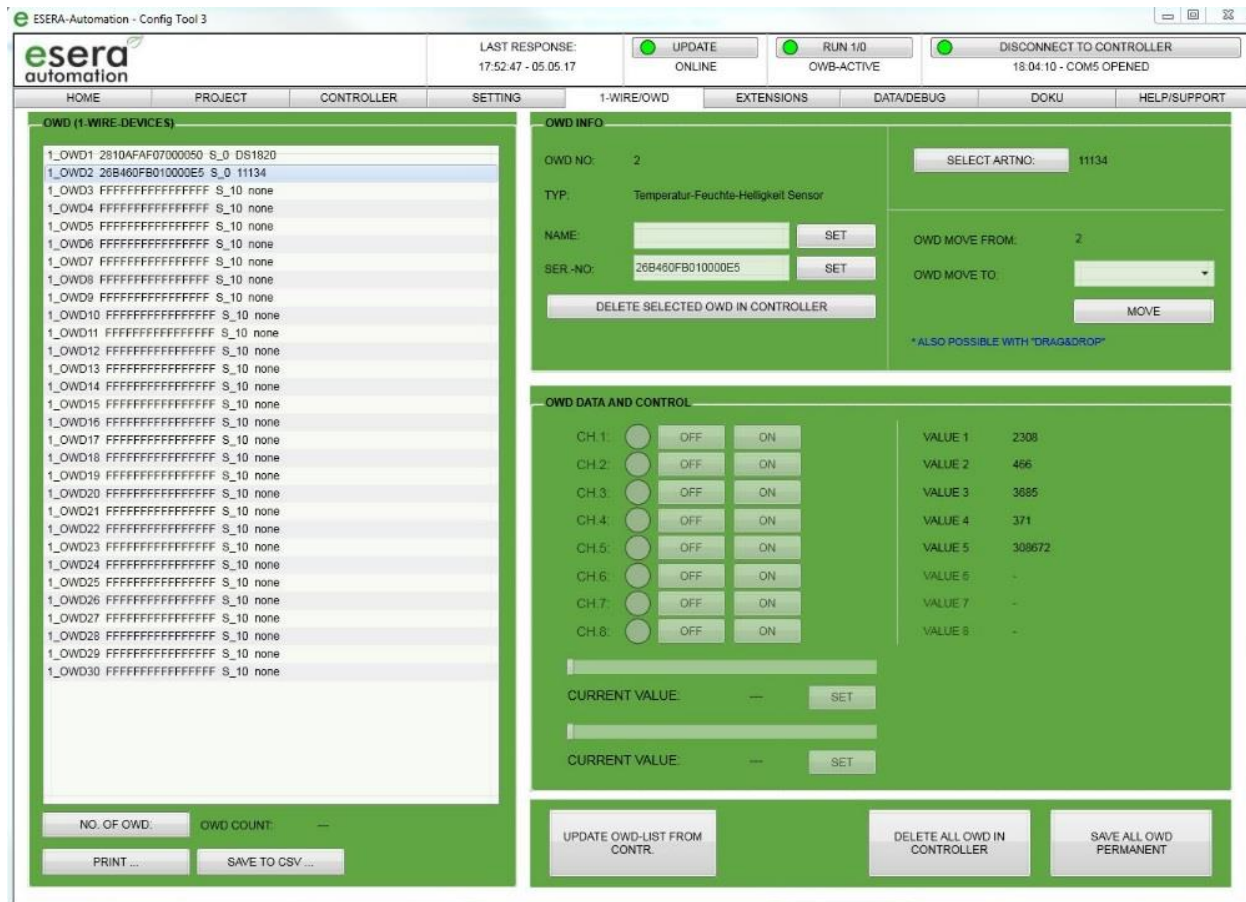 ESERA-Automation - Config Tool 3
esera
automation
LAST RESPONSE:
17:52:47 - 05.05.17
UPDATE
ONLINE
RUN 1/0
OWB-ACTIVE
DISCONNECT TO CONTROLLER
18:04:10 - COM5 OPENED
HOME PROJECT CONTROLLER SETTING 1-WIRE/OWD EXTENSIONS DATA/DEBUG DOKU HELP/SUPPORT
OWD (1-WIRE-DEVICES)
1_OWD1 2810AFAF07000050 S_0 DS1820
1_OWD2 26B460FB010000E5 S_0 11134
1_OWD3 FFFFFFFFFFFFFFFF S_10 none
1_OWD4 FFFFFFFFFFFFFFFF S_10 none
1_OWD5 FFFFFFFFFFFFFFFF S_10 none
1_OWD6 FFFFFFFFFFFFFFFF S_10 none
1_OWD7 FFFFFFFFFFFFFFFF S_10 none
1_OWD8 FFFFFFFFFFFFFFFF S_10 none
1_OWD9 FFFFFFFFFFFFFFFF S_10 none
1_OWD10 FFFFFFFFFFFFFFFF S_10 none
1_OWD11 FFFFFFFFFFFFFFFF S_10 none
1_OWD12 FFFFFFFFFFFFFFFF S_10 none
1_OWD13 FFFFFFFFFFFFFFFF S_10 none
1_OWD14 FFFFFFFFFFFFFFFF S_10 none
1_OWD15 FFFFFFFFFFFFFFFF S_10 none
1_OWD16 FFFFFFFFFFFFFFFF S_10 none
1_OWD17 FFFFFFFFFFFFFFFF S_10 none
1_OWD18 FFFFFFFFFFFFFFFF S_10 none
1_OWD19 FFFFFFFFFFFFFFFF S_10 none
1_OWD20 FFFFFFFFFFFFFFFF S_10 none
1_OWD21 FFFFFFFFFFFFFFFF S_10 none
1_OWD22 FFFFFFFFFFFFFFFF S_10 none
1_OWD23 FFFFFFFFFFFFFFFF S_10 none
1_OWD24 FFFFFFFFFFFFFFFF S_10 none
1_OWD25 FFFFFFFFFFFFFFFF S_10 none
1_OWD26 FFFFFFFFFFFFFFFF S_10 none
1_OWD27 FFFFFFFFFFFFFFFF S_10 none
1_OWD28 FFFFFFFFFFFFFFFF S_10 none
1_OWD29 FFFFFFFFFFFFFFFF S_10 none
1_OWD30 FFFFFFFFFFFFFFFF S_10 none
NO. OF OWD: OWD COUNT: ---
PRINT ... SAVE TO CSV ...
OWD INFO
OWD NO: 2
TYP: Temperatur-Feuchte-Helligkeit Sensor
NAME: SET
SER.-NO: 26B460FB010000E5 SET
DELETE SELECTED OWD IN CONTROLLER
SELECT ARTNO: 11134
OWD MOVE FROM: 2
OWD MOVE TO:
MOVE
* ALSO POSSIBLE WITH "DRAG&DROP"
OWD DATA AND CONTROL
CH.1: OFF ON VALUE 1 2308
CH.2: OFF ON VALUE 2 466
CH.3: OFF ON VALUE 3 3685
CH.4: OFF ON VALUE 4 371
CH.5: OFF ON VALUE 5 308672
CH.6: OFF ON VALUE 6 -
CH.7: OFF ON VALUE 7 -
CH.8: OFF ON VALUE 8 -
CURRENT VALUE: --- SET
CURRENT VALUE: --- SET
UPDATE OWD-LIST FROM
CONTR.
DELETE ALL OWD IN
CONTROLLER
SAVE ALL OWD
PERMANENT